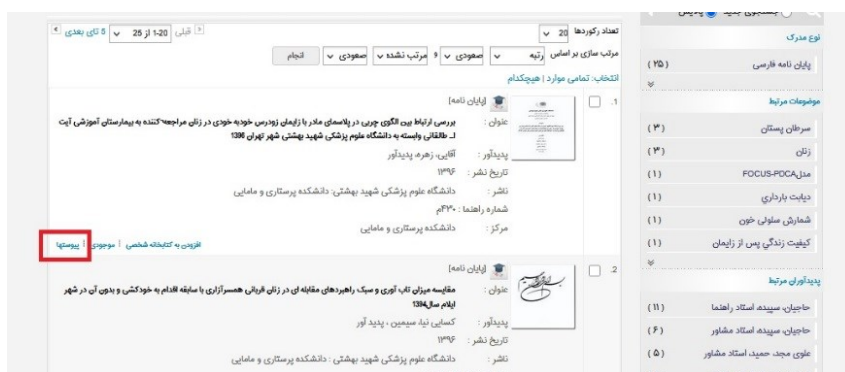 جستجوی جدید پالایش
نوع مدرک
پایان نامه فارسی (۲۵)
موضوعات مرتبط
سرطان پستان (۳)
زنان (۳)
مدل FOCUS-PDCA (۱)
دیابت بارداری (۱)
شمارش سلولی خون (۱)
کیفیت زندگی پس از زایمان (۱)
پدیدآوران مرتبط
حاجیان، سپیده، استاد راهنما (۱۱)
حاجیان، سپیده، استاد مشاور (۶)
علوی مجد، حمید، استاد مشاور (۵)
تعداد رکوردها 20
قبلی 1-20 از 25 5 تای بعدی
مرتب سازی بر اساس رتبه صعودی و مرتب نشده صعودی انجام
انتخاب: تمامی موارد | هیچکدام
1. [پایان نامه]
عنوان : بررسی ارتباط بین الگوی چربی در پلاسمای مادر با زایمان زودرس خودبه خودی در زنان مراجعه کننده به بیمارستان آموزشی آیت
ا... طالقانی وابسته به دانشگاه علوم پزشکی شهید بهشتی شهر تهران 1396
پدیدآور : آقایی، زهره، پدیدآور
تاریخ نشر : ۱۳۹۶
ناشر : دانشگاه علوم پزشکی شهید بهشتی: دانشکده پرستاری و مامایی
شماره راهنما : ۴۳۰م
مرکز : دانشکده پرستاری و مامایی
افزودن به کتابخانه شخصی | موجودی | پیوستها
2. [پایان نامه]
عنوان : مقایسه میزان تاب آوری و سبک راهبردهای مقابله ای در زنان قربانی همسرآزاری با سابقه اقدام به خودکشی و بدون آن در شهر
ایلام سال1394
پدیدآور : کسایی نیا، سیمین ، پدید آور
تاریخ نشر : ۱۳۹۶
ناشر : دانشگاه علوم پزشکی شهید بهشتی : دانشکده پرستاری و مامایی